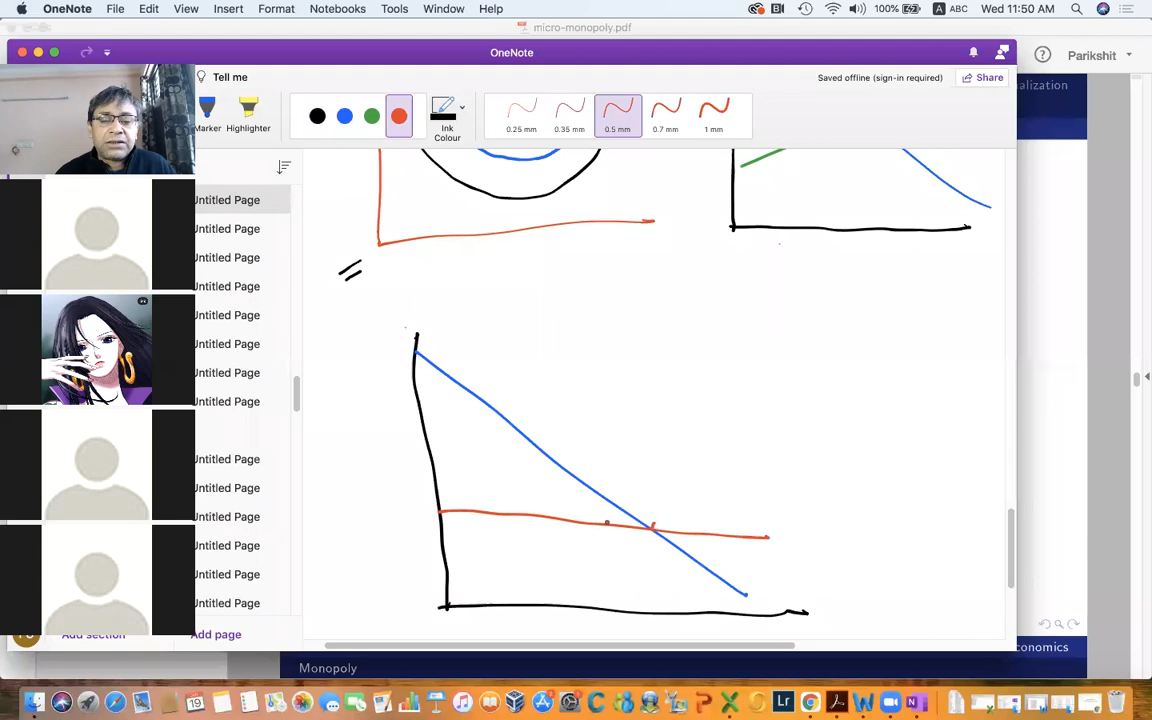 OneNote File Edit View Insert Format Notebooks Tools Window Help 100% ABC Wed 11:50 AM
micro-monopoly.pdf
OneNote
Parikshit
Tell me
Saved offline (sign-in required) Share
Marker Highlighter
Ink
Colour
0.25 mm 0.35 mm 0.5 mm 0.7 mm 1 mm
nalization
Untitled Page
Untitled Page
Untitled Page
Untitled Page
Untitled Page
Untitled Page
Untitled Page
Untitled Page
Untitled Page
Untitled Page
Untitled Page
Untitled Page
Untitled Page
Untitled Page
Add section Add page
conomics
Monopoly
19
Lr